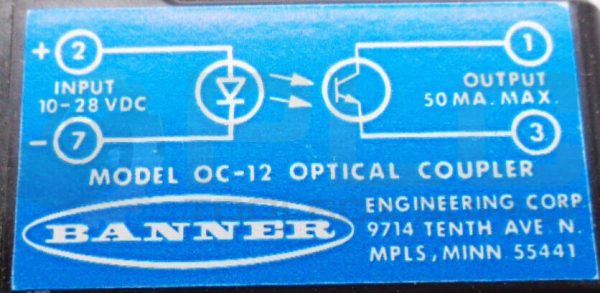 + 2 1
INPUT OUTPUT
10-28 VDC 50 MA. MAX.
- 7 3
MODEL OC-12 OPTICAL COUPLER
BANNER
ENGINEERING CORP.
9714 TENTH AVE. N.
MPLS, MINN 55441